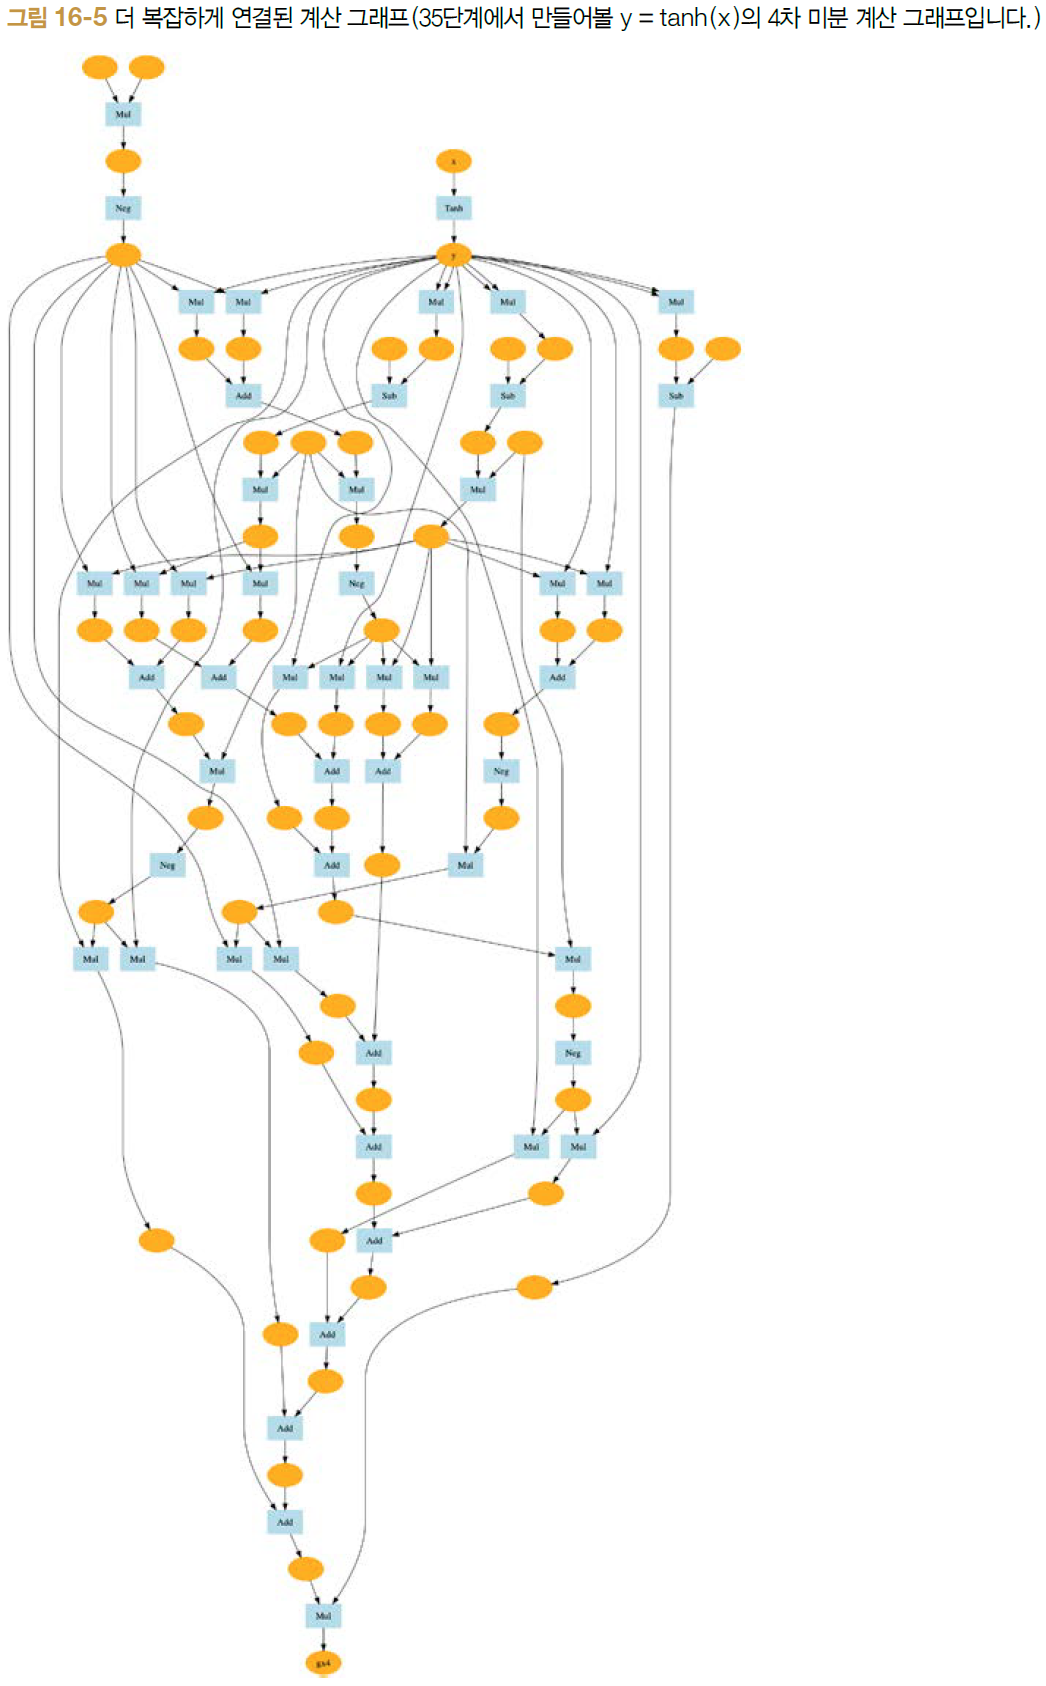 그림 16-5 더 복잡하게 연결된 계산 그래프(35단계에서 만들어볼 y = tanh(x)의 4차 미분 계산 그래프입니다.)
Mul
x
Neg
Tanh
y
Mul Mul Mul Mul Mul
Add Sub Sub Sub
Mul Mul Mul
Mul Mul Mul Mul Neg Mul Mul
Add Add Mul Mul Mul Mul Add
Mul Add Add Neg
Neg Add Mul
Mul Mul Mul Mul Mul
Add Neg
Add Mul Mul
Add
Add
Add
Add
Mul
gx4